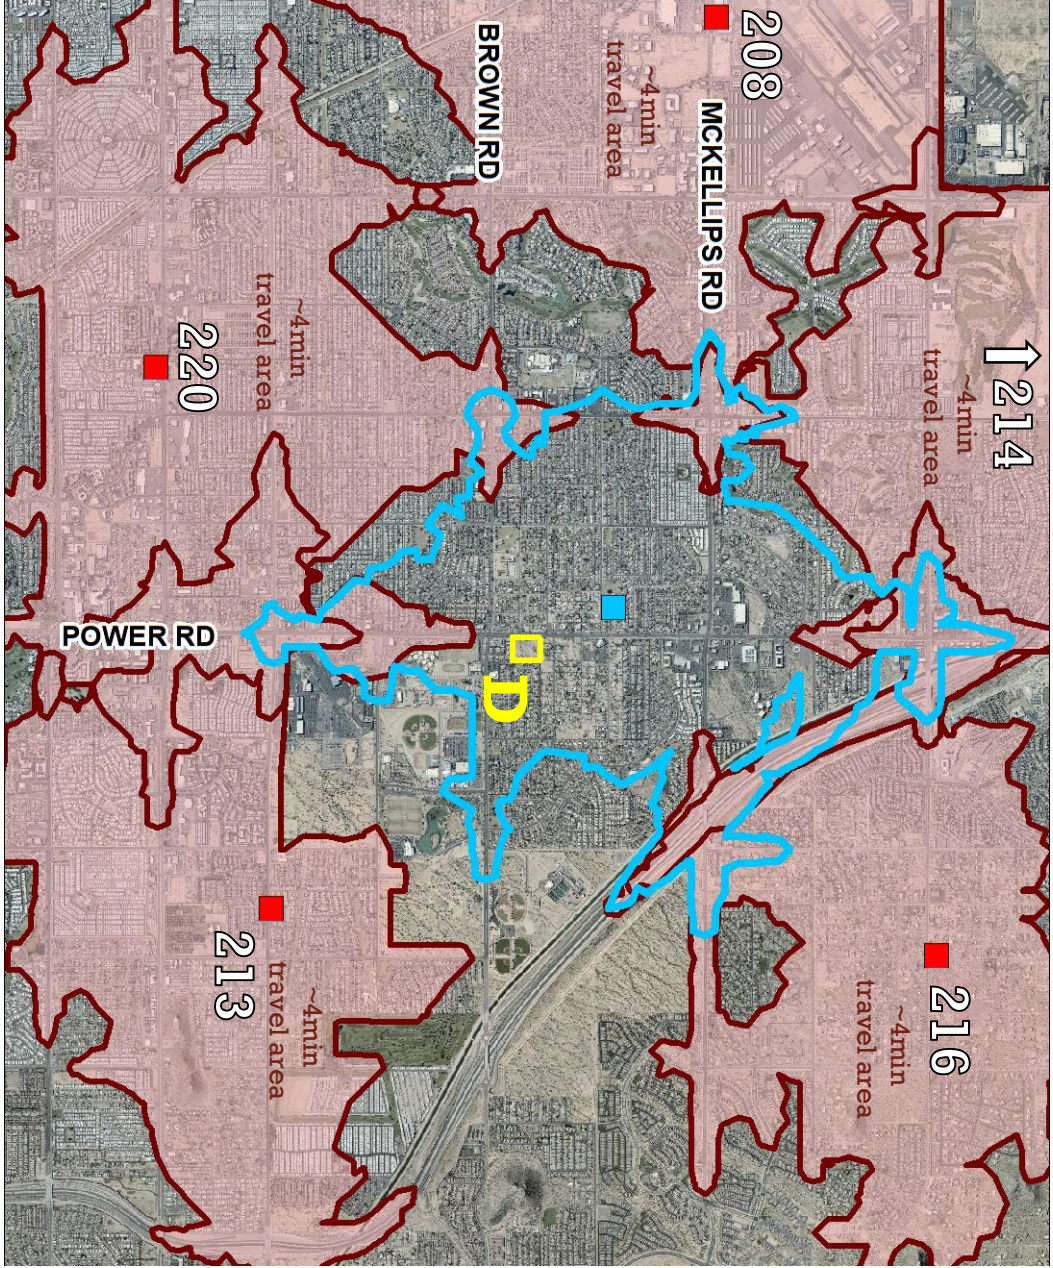 214
~4min
travel area
216
~4min
travel area
208
MCKELLIPS RD
~4min
travel area
D
BROWN RD
~4min
travel area
220
~4min
travel area
213
POWER RD